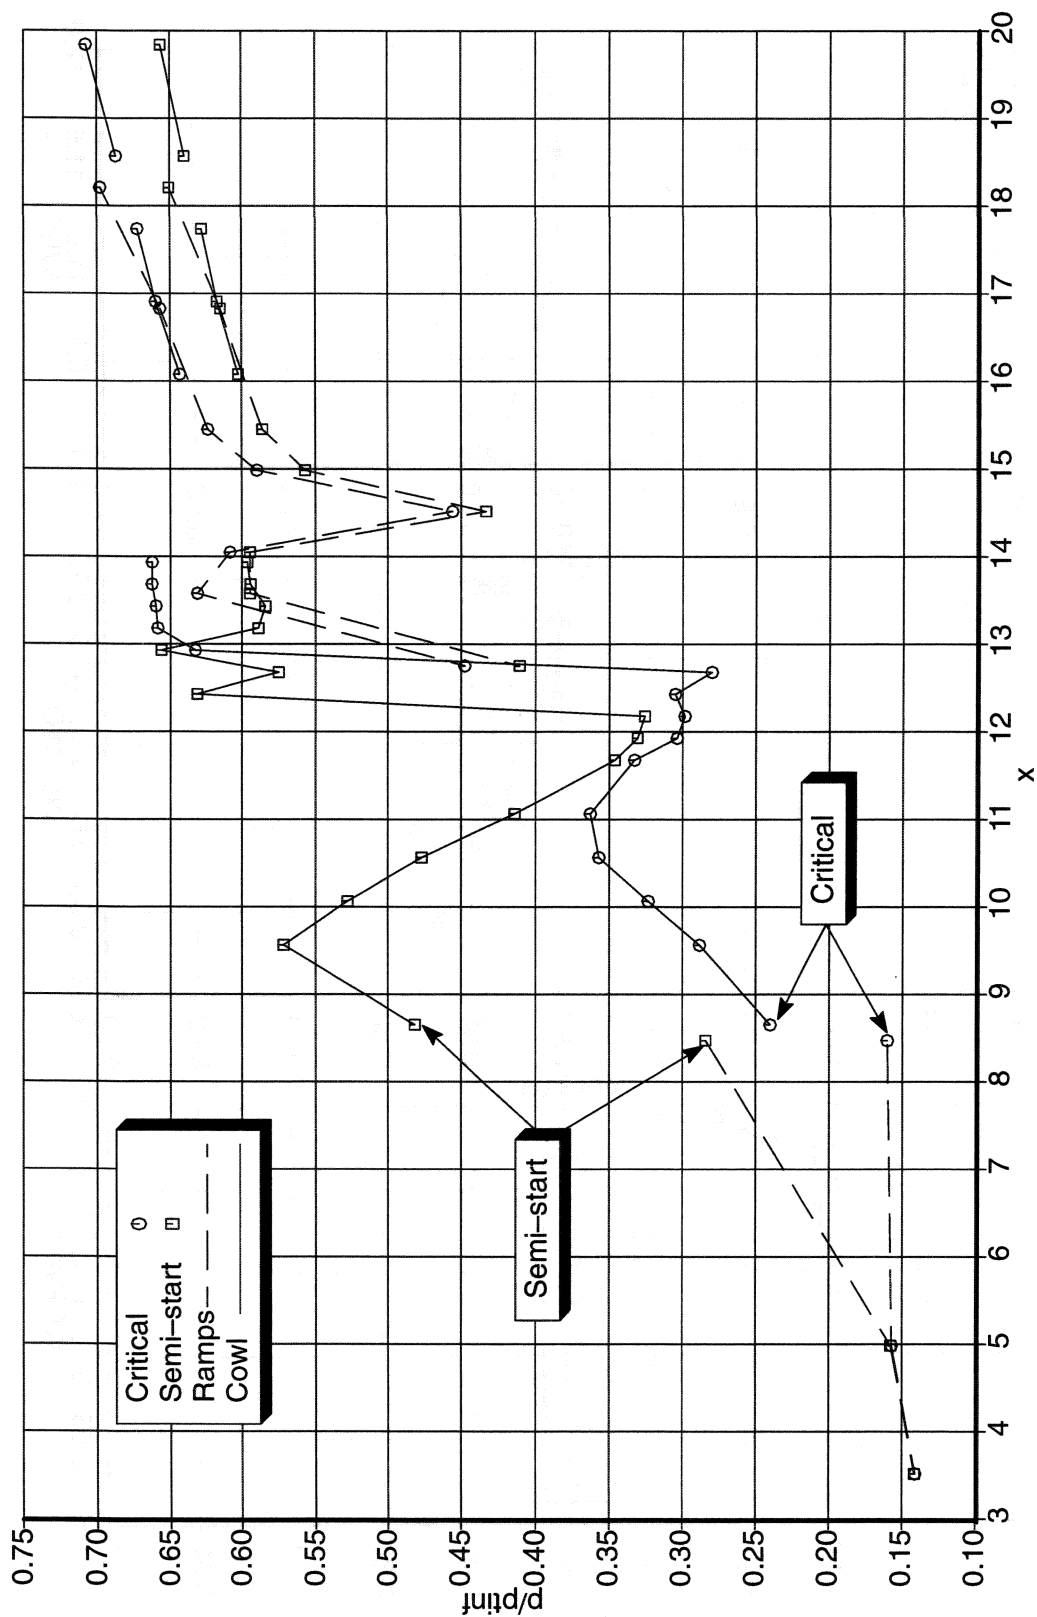 0.75
0.70
0.65
0.60
0.55
0.50
0.45
0.40
0.35
0.30
0.25
0.20
0.15
0.10
p/ptinf
Critical
Semi–start
Ramps
Cowl
Semi–start
Critical
3 4 5 6 7 8 9 10 11 12 13 14 15 16 17 18 19 20
x